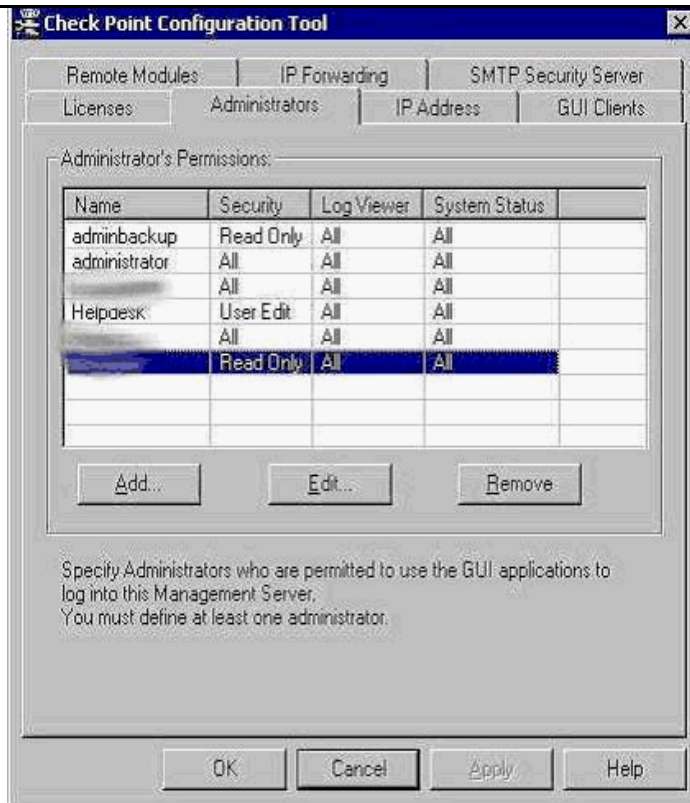 Check Point Configuration Tool
Remote Modules IP Forwarding SMTP Security Server
Licenses Administrators IP Address GUI Clients
Administrator's Permissions:
Name Security Log Viewer System Status
adminbackup Read Only All All
administrator All All All
All All All
Helpdesk User Edit All All
All All All
Read Only All All
Add... Edit... Remove
Specify Administrators who are permitted to use the GUI applications to
log into this Management Server.
You must define at least one administrator.
OK Cancel Apply Help